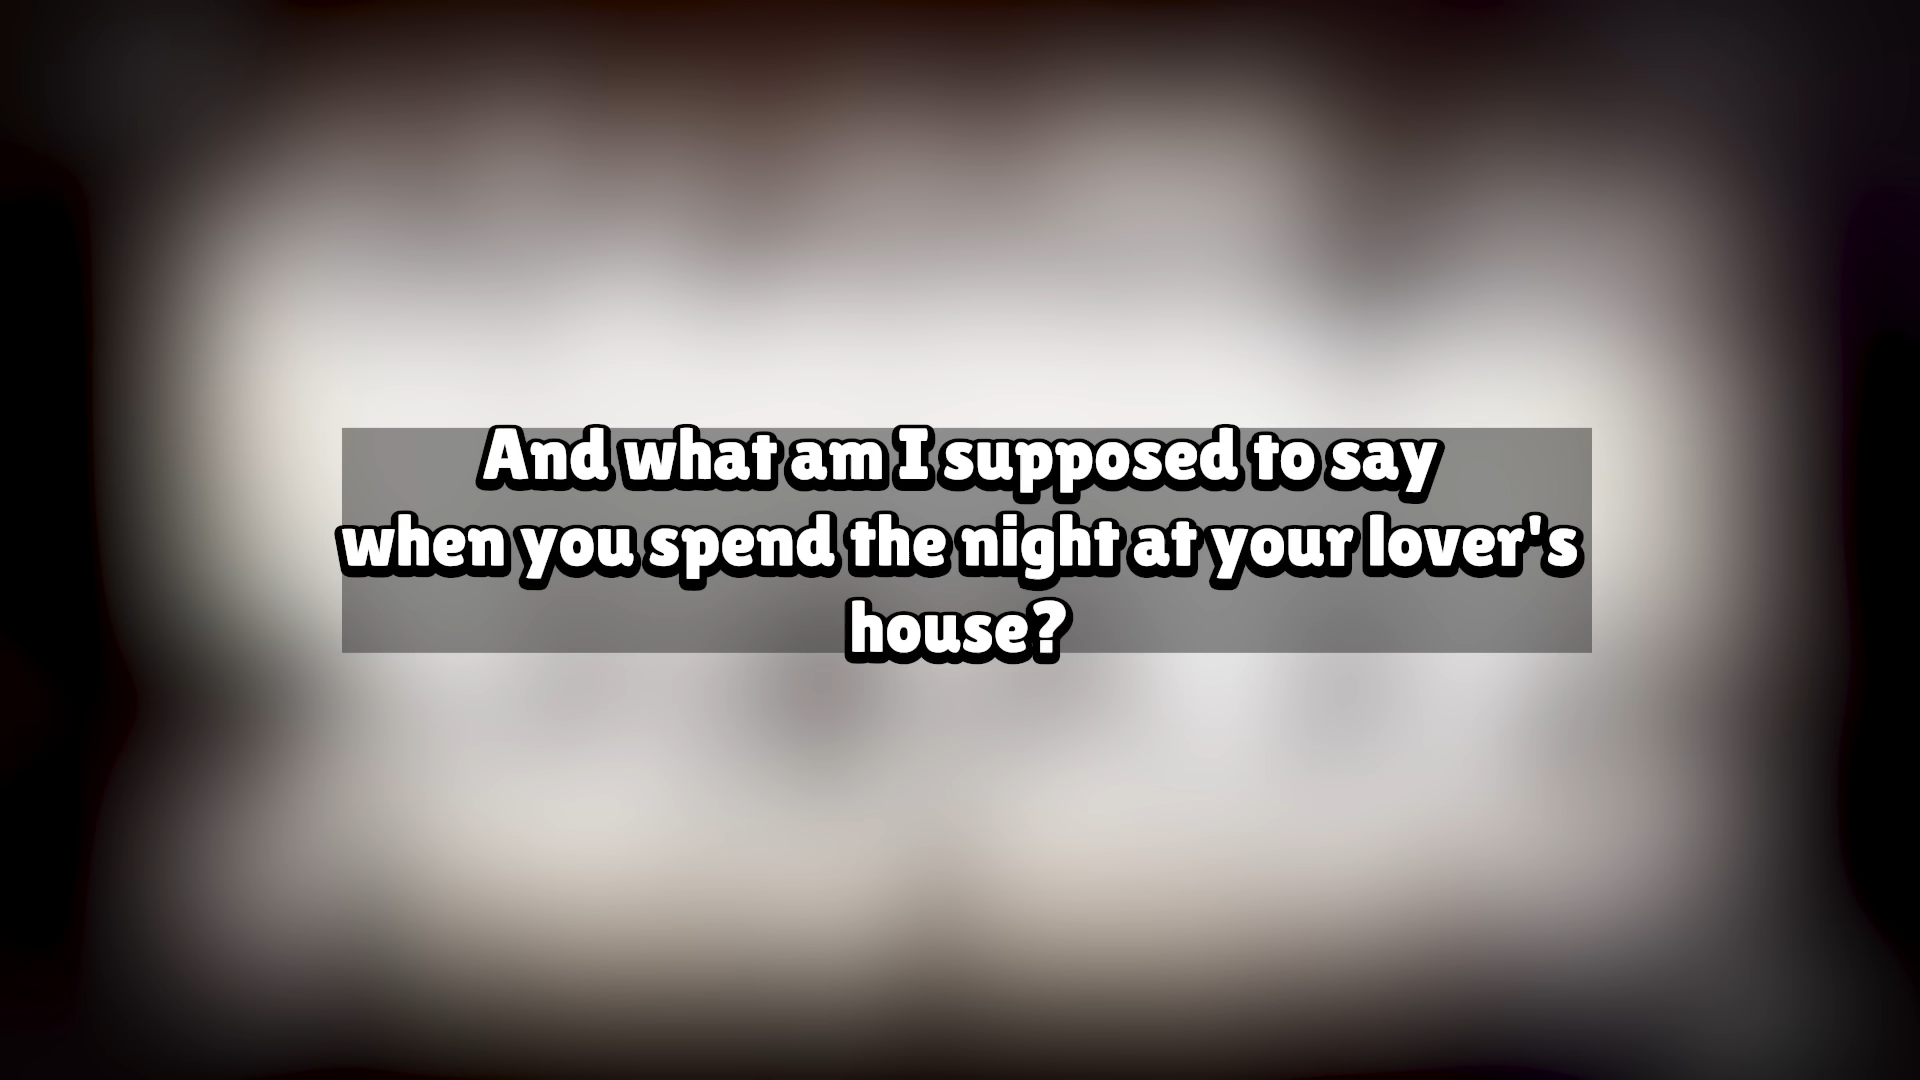 And what am I supposed to say
when you spend the night at your lover's
house?